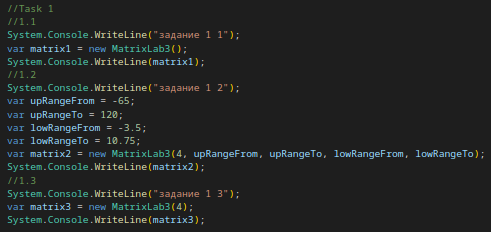 //Task 1
//1.1
System.Console.WriteLine("задание 1 1");
var matrix1 = new MatrixLab3();
System.Console.WriteLine(matrix1);
//1.2
System.Console.WriteLine("задание 1 2");
var upRangeFrom = -65;
var upRangeTo = 120;
var lowRangeFrom = -3.5;
var lowRangeTo = 10.75;
var matrix2 = new MatrixLab3(4, upRangeFrom, upRangeTo, lowRangeFrom, lowRangeTo);
System.Console.WriteLine(matrix2);
//1.3
System.Console.WriteLine("задание 1 3");
var matrix3 = new MatrixLab3(4);
System.Console.WriteLine(matrix3);